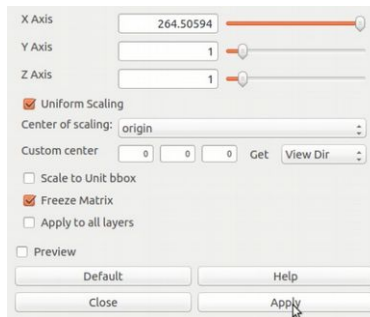 X Axis 264.50594
Y Axis 1
Z Axis 1
Uniform Scaling
Center of scaling: origin
Custom center 0 0 0 Get View Dir
Scale to Unit bbox
Freeze Matrix
Apply to all layers
Preview
Default Help
Close Apply